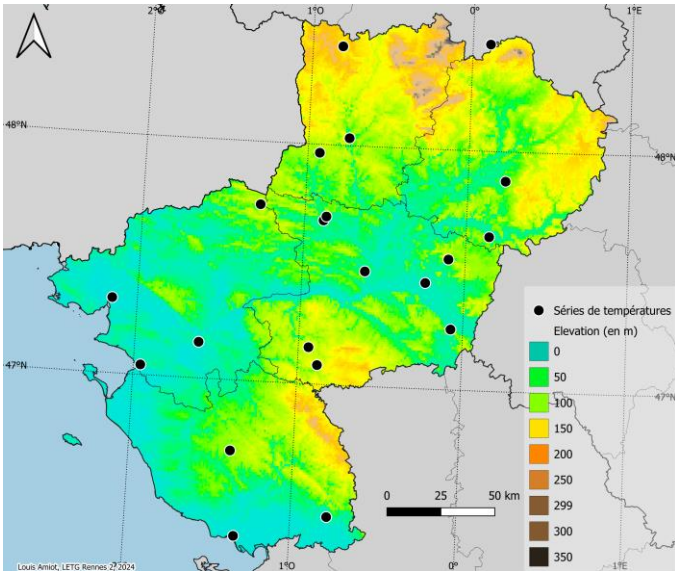 2°O 1°O 0° 1°E
48°N 48°N
Séries de températures
Elevation (en m)
0
50
47°N 100 47°N
150
200
250
0 25 50 km 299
300
350
Louis Amiot, LETG Rennes 2, 2024
1°O 0° 1°E